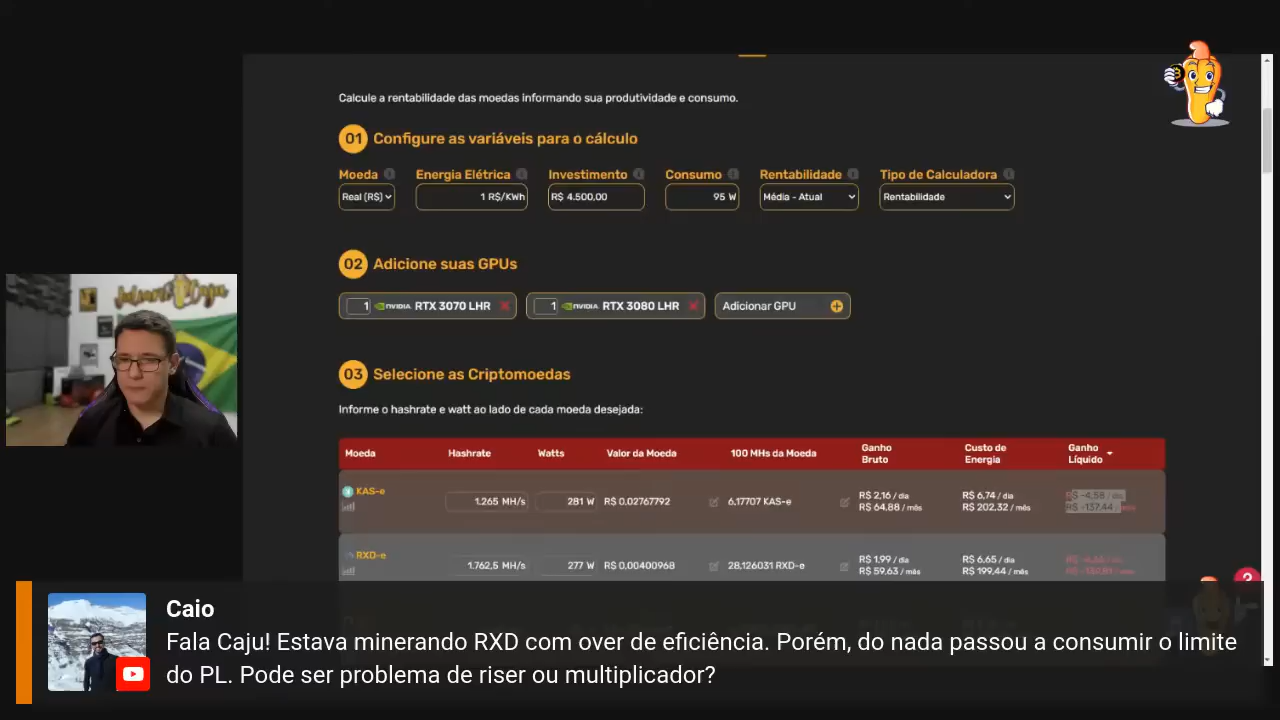 Calcule a rentabilidade das moedas informando sua produtividade e consumo.
01 Configure as variáveis para o cálculo
Moeda Energia Elétrica Investimento Consumo Rentabilidade Tipo de Calculadora
Real (R$) 1 R$/KWh R$ 4.500,00 95 W Média - Atual Rentabilidade
02 Adicione suas GPUs
1 NVIDIA RTX 3070 LHR 1 NVIDIA RTX 3080 LHR Adicionar GPU
03 Selecione as Criptomoedas
Informe o hashrate e watt ao lado de cada moeda desejada:
Moeda Hashrate Watts Valor da Moeda 100 MHs da Moeda Ganho Bruto Custo de Energia Ganho Líquido
KAS-e 1.265 MH/s 281 W R$ 0,02767792 6,17707 KAS-e R$ 2,16 / dia R$ 6,74 / dia R$ -4,58 / dia
R$ 64,88 / mês R$ 202,32 / mês R$ -137,44 / mês
RXD-e 1.762,5 MH/s 277 W R$ 0,00400968 28,126031 RXD-e R$ 1,99 / dia R$ 6,65 / dia
R$ 59,63 / mês R$ 199,44 / mês
Caio
Fala Caju! Estava minerando RXD com over de eficiência. Porém, do nada passou a consumir o limite
do PL. Pode ser problema de riser ou multiplicador?